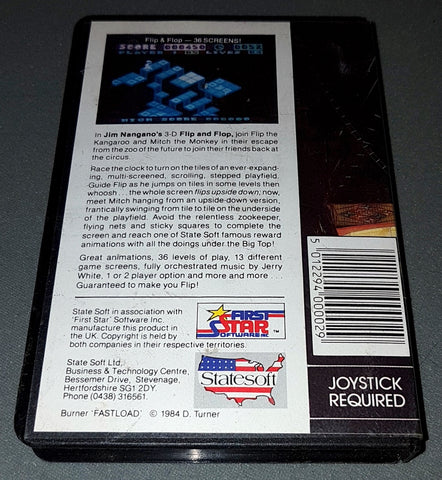 Flip & Flop — 36 SCREENS!
SCORE
PLAYER 1
HIGH SCORE 000000
In Jim Nangano's 3-D Flip and Flop, join Flip the
Kangaroo and Mitch the Monkey in their escape
from the zoo of the future to join their friends back at
the circus.
Race the clock to turn on the tiles of an ever-expand-
ing, multi-screened, scrolling, stepped playfield.
Guide Flip as he jumps on tiles in some levels then
whoosh . . . the whole screen flips upside down; now,
meet Mitch hanging from an upside-down version,
frantically swinging from tile to tile on the underside
of the playfield. Avoid the relentless zookeeper,
flying nets and sticky squares to complete the
screen and reach one of State Soft famous reward
animations with all the doings under the Big Top!
Great animations, 36 levels of play, 13 different
game screens, fully orchestrated music by Jerry
White, 1 or 2 player option and more and more . . .
Guaranteed to make you Flip!
State Soft in association with
'First Star' Software Inc.
manufacture this product in
the UK. Copyright is held by
both companies in their respective territories.
FIRST
STAR
SOFTWARE INC
™
State Soft Ltd,
Business & Technology Centre,
Bessemer Drive, Stevenage,
Hertfordshire SG1 2DY.
Phone (0438) 316561.
Statesoft
Burner 'FASTLOAD' © 1984 D. Turner
5 012294 000029
JOYSTICK
REQUIRED